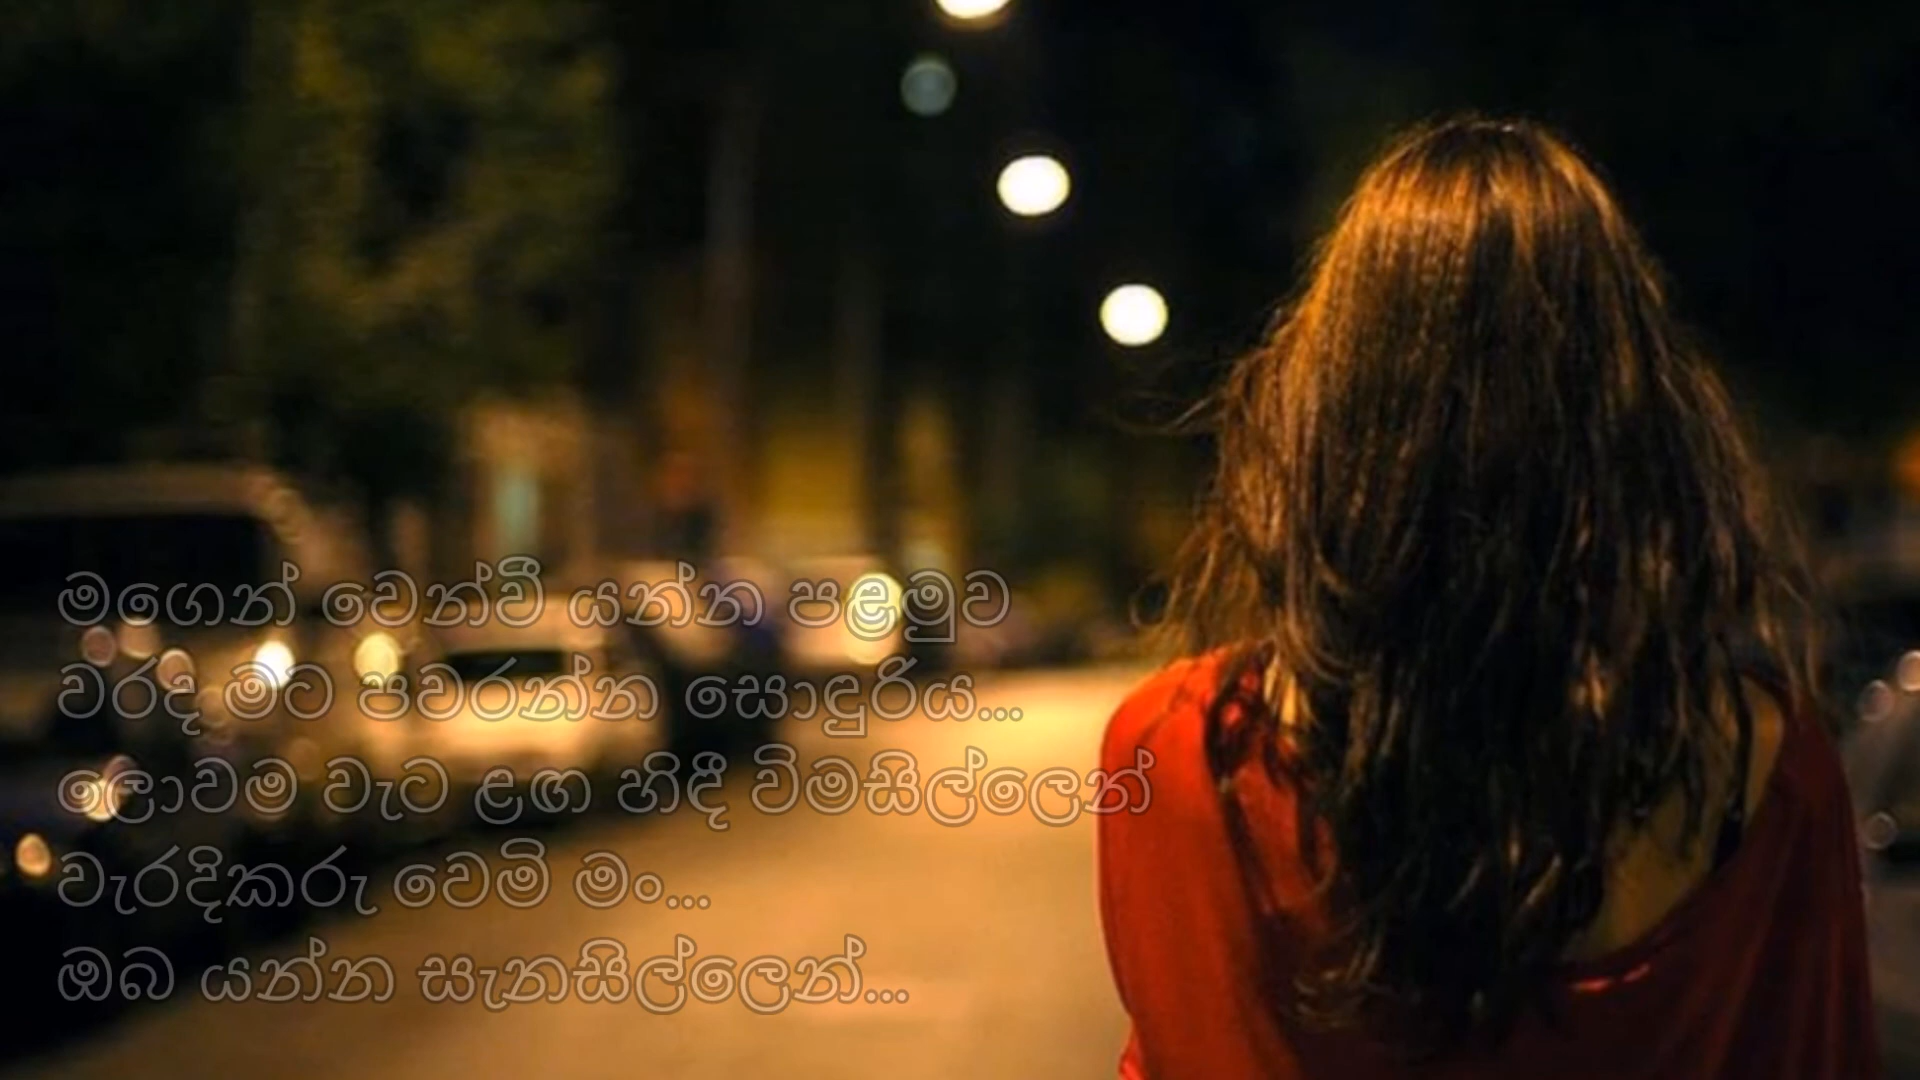 මගෙන් වෙන්වී යන්න පළමුව
වරද මට පවරන්න සොඳුරිය...
ලොවම වැට ළඟ හිඳී විමසිල්ලෙන්
වැරදිකරු වෙමි මං...
ඔබ යන්න සැනසිල්ලෙන්...